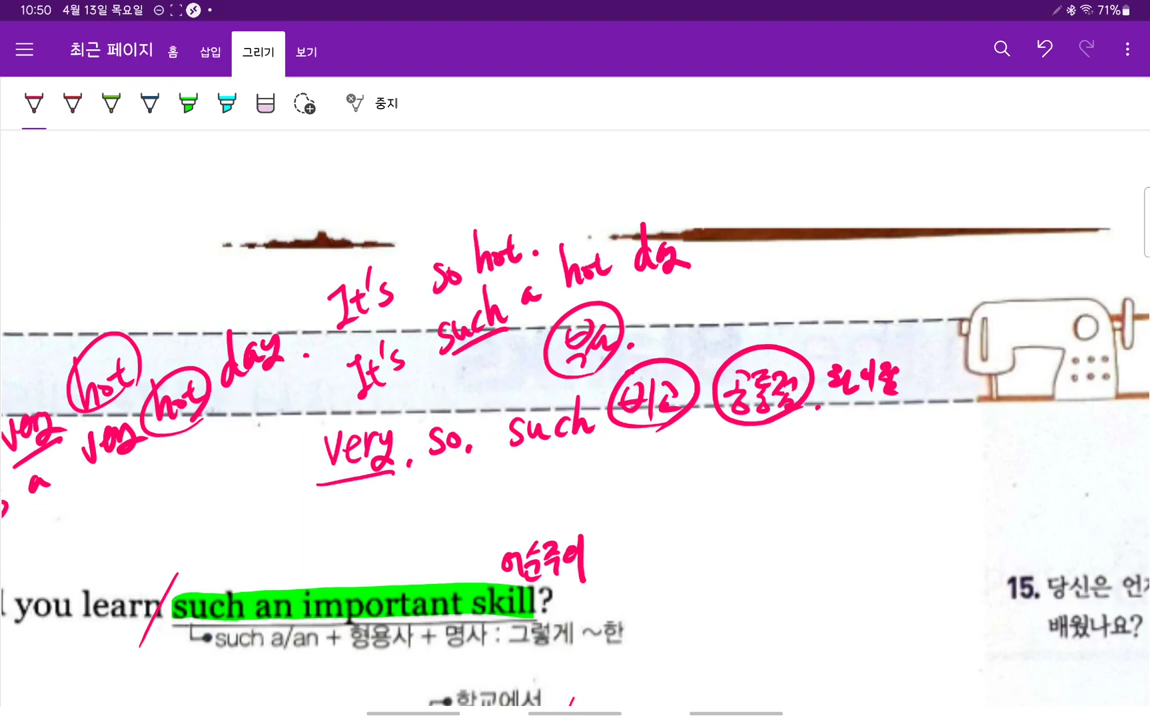 10:50 4월 13일 목요일 71%
최근 페이지 홈 삽입 그리기 보기
중지
It's so hot.
It's such a hot day
부사.
very hot
a very hot day.
very. so. such 비교 공통점.
어순주의
you learn such an important skill?
such a/an + 형용사 + 명사 : 그렇게 ~한
학교에서
15. 당신은 언
배웠나요?